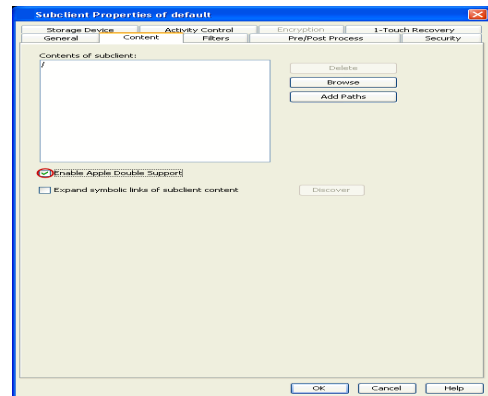 Subclient Properties of default
Storage Device Activity Control Encryption 1-Touch Recovery
General Content Filters Pre/Post Process Security
Contents of subclient:
/
Delete
Browse
Add Paths
Enable Apple Double Support
Expand symbolic links of subclient content Discover
OK Cancel Help